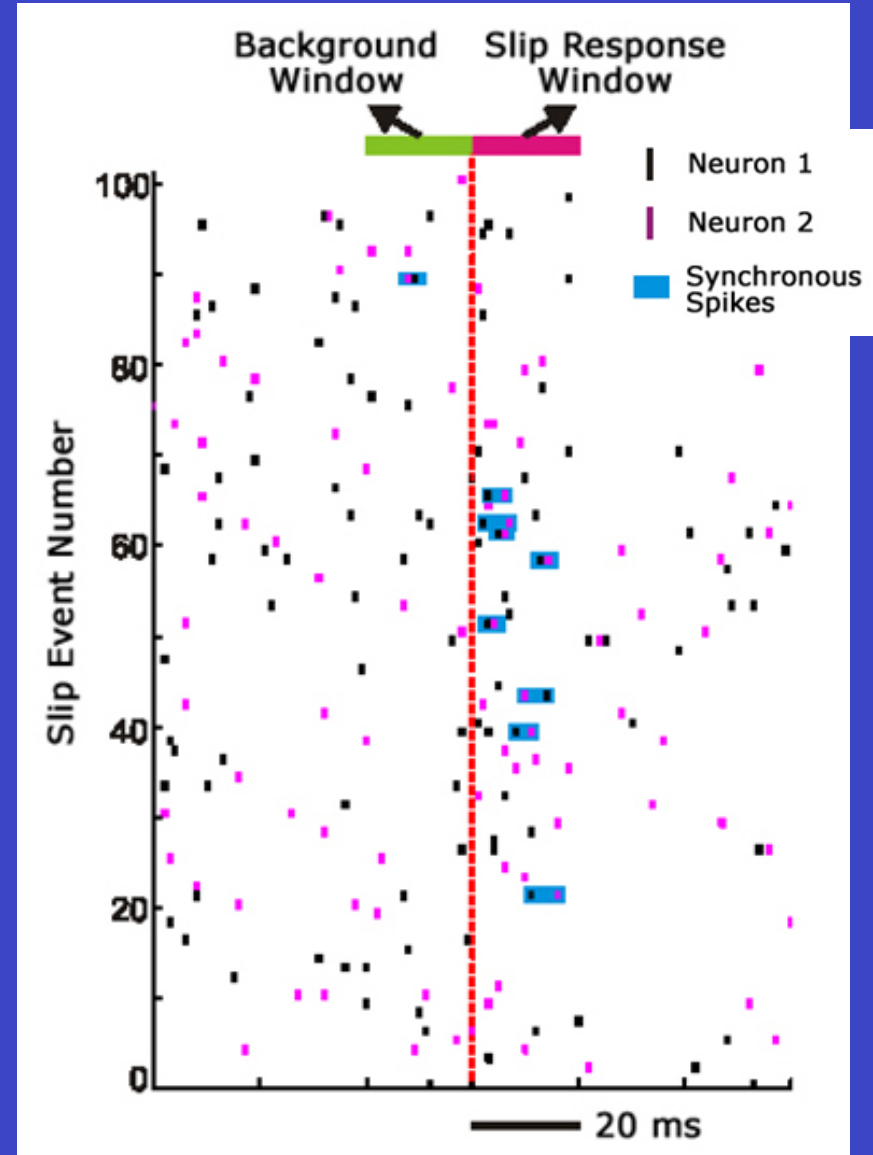 Background
Window
Slip Response
Window
Neuron 1
Neuron 2
Synchronous
Spikes
100
80
60
40
20
0
Slip Event Number
20 ms